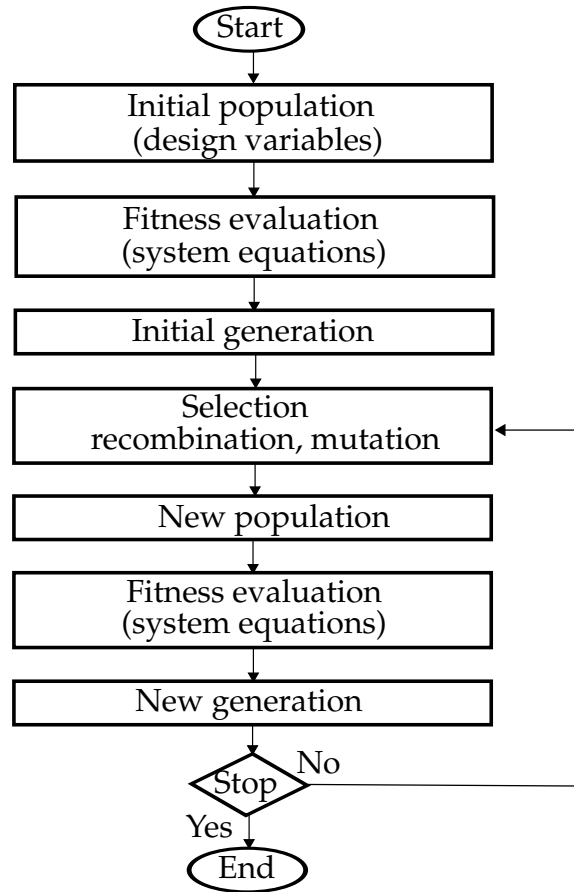 Start
Initial population
(design variables)
Fitness evaluation
(system equations)
Initial generation
Selection
recombination, mutation
New population
Fitness evaluation
(system equations)
New generation
Stop
No
Yes
End